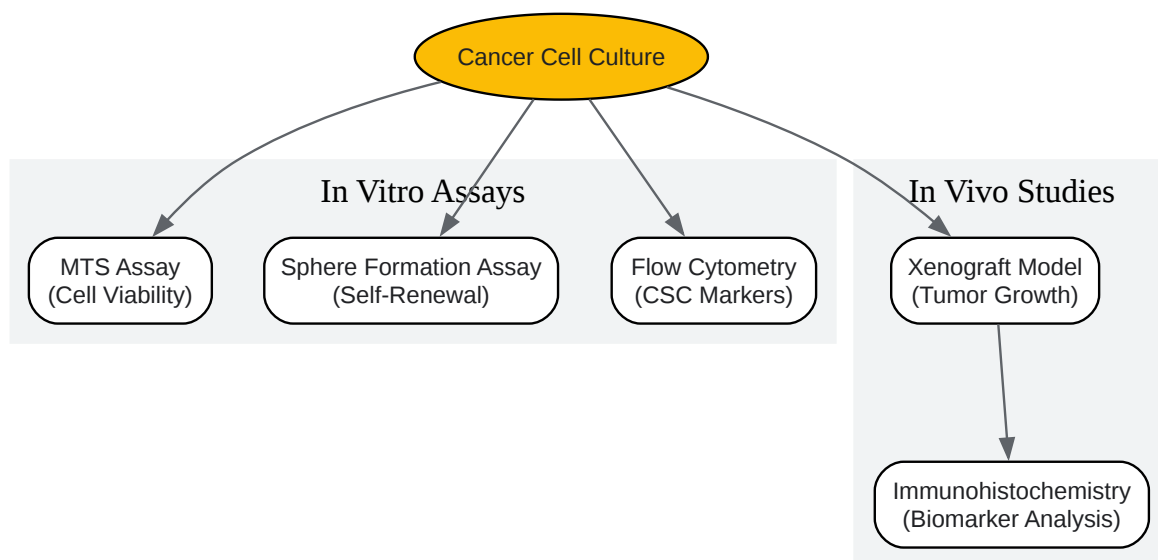 Cancer Cell Culture
In Vitro Assays
In Vivo Studies
MTS Assay
(Cell Viability)
Sphere Formation Assay
(Self-Renewal)
Flow Cytometry
(CSC Markers)
Xenograft Model
(Tumor Growth)
Immunohistochemistry
(Biomarker Analysis)